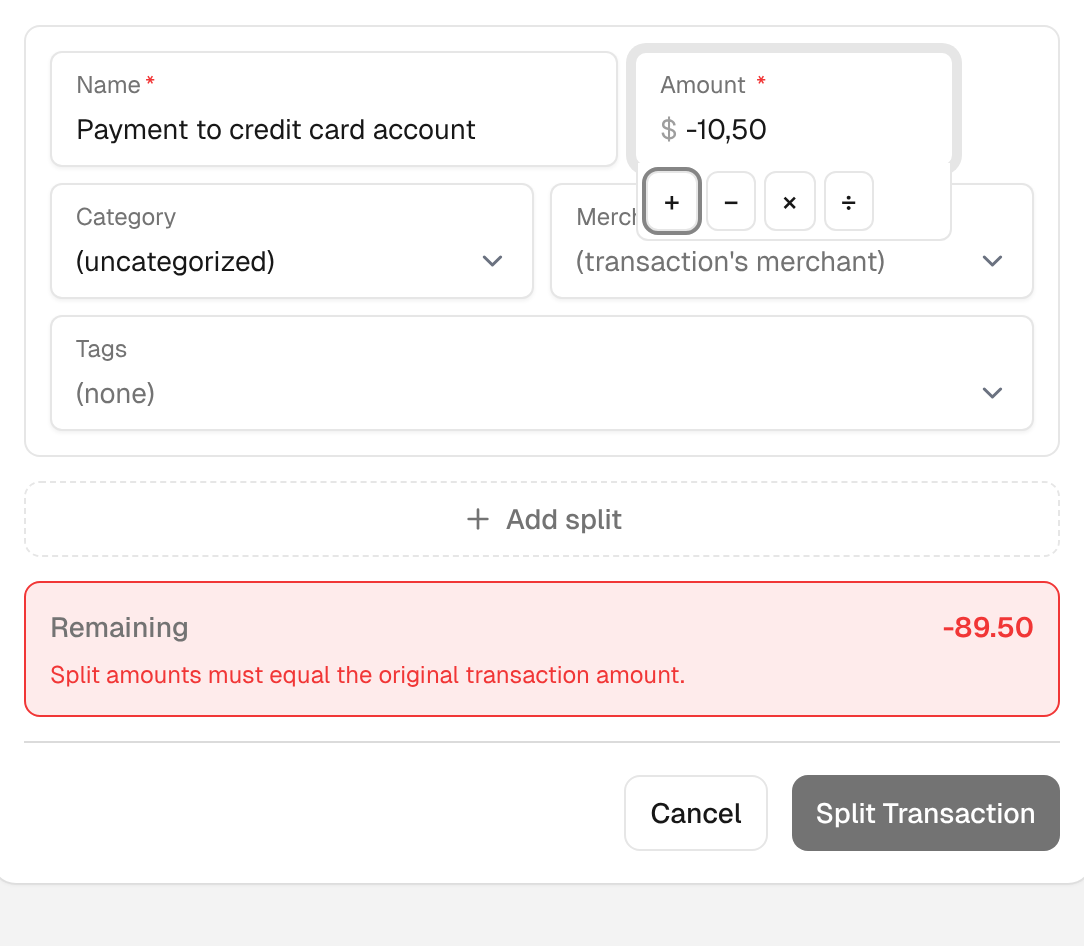 Name *
Payment to credit card account
Amount *
$ -10,50
+ − × ÷
Category
(uncategorized)
Merch
(transaction's merchant)
Tags
(none)
+ Add split
Remaining
-89.50
Split amounts must equal the original transaction amount.
Cancel
Split Transaction